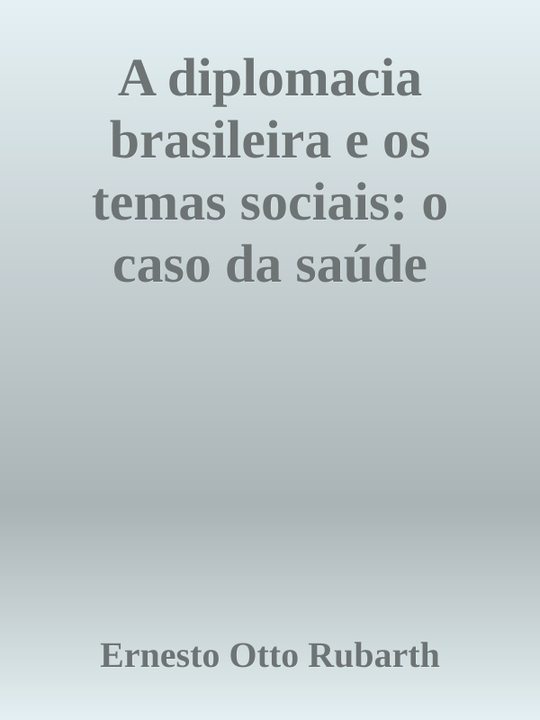 A diplomacia
brasileira e os
temas sociais: o
caso da saúde
Ernesto Otto Rubarth